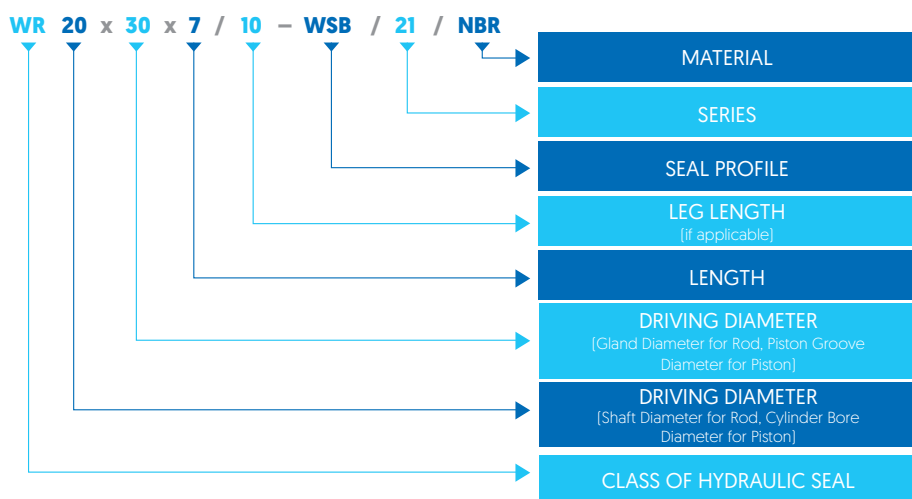 WR 20 x 30 x 7 / 10 – WSB / 21 / NBR
MATERIAL
SERIES
SEAL PROFILE
LEG LENGTH
(if applicable)
LENGTH
DRIVING DIAMETER
(Gland Diameter for Rod, Piston Groove
Diameter for Piston)
DRIVING DIAMETER
(Shaft Diameter for Rod, Cylinder Bore
Diameter for Piston)
CLASS OF HYDRAULIC SEAL